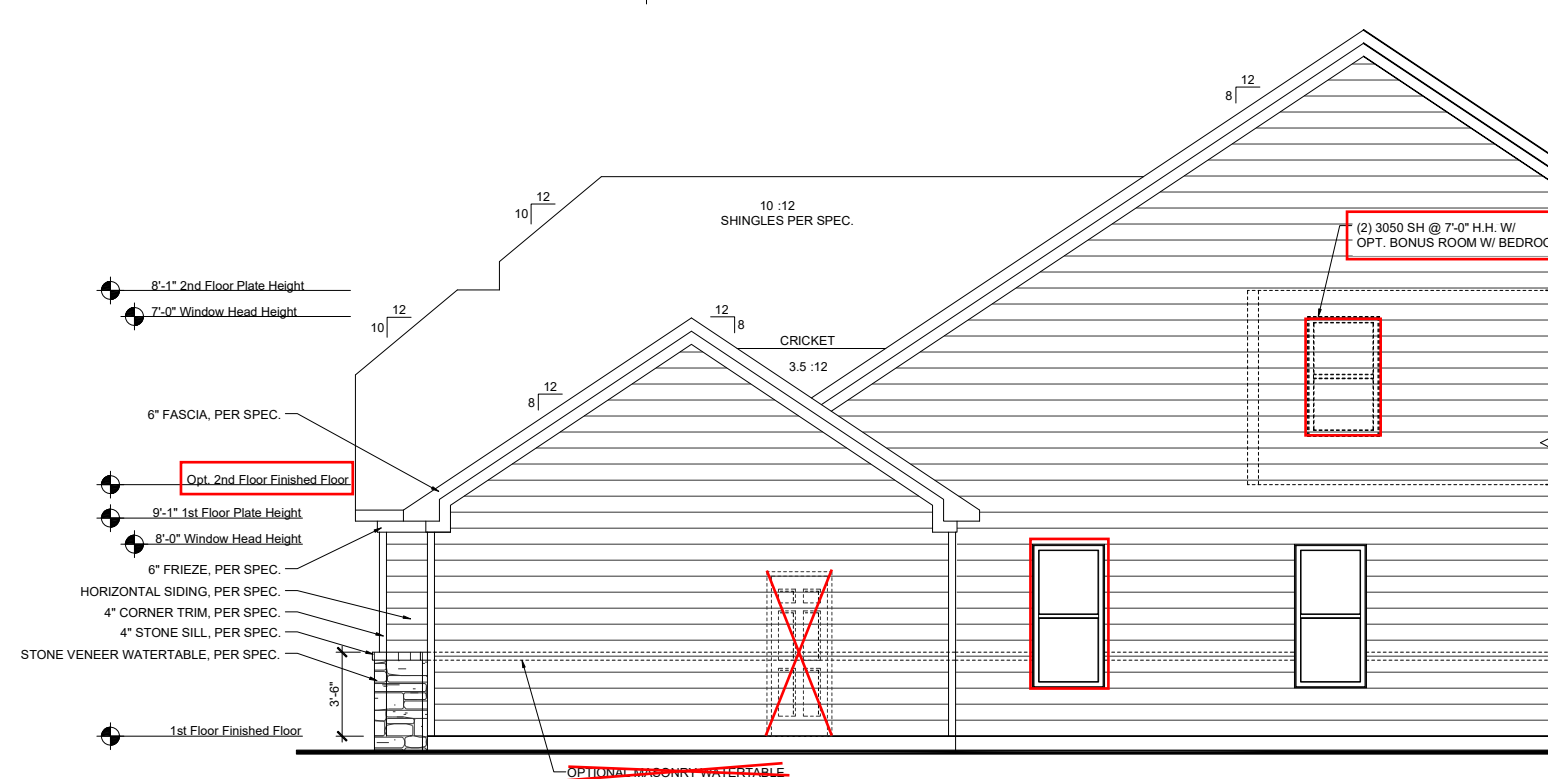 12
8
12
10
10 :12
SHINGLES PER SPEC.
(2) 3050 SH @ 7'-0" H.H. W/
OPT. BONUS ROOM W/
8'-1" 2nd Floor Plate Height
7'-0" Window Head Height
12
10
12
8
CRICKET
3.5 :12
12
8
6" FASCIA, PER SPEC.
Opt. 2nd Floor Finished Floor
9'-1" 1st Floor Plate Height
8'-0" Window Head Height
6" FRIEZE, PER SPEC.
HORIZONTAL SIDING, PER SPEC.
4" CORNER TRIM, PER SPEC.
4" STONE SILL, PER SPEC.
STONE VENEER WATERTABLE, PER SPEC.
3'-6"
1st Floor Finished Floor
OPTIONAL MASONRY WATERTABLE